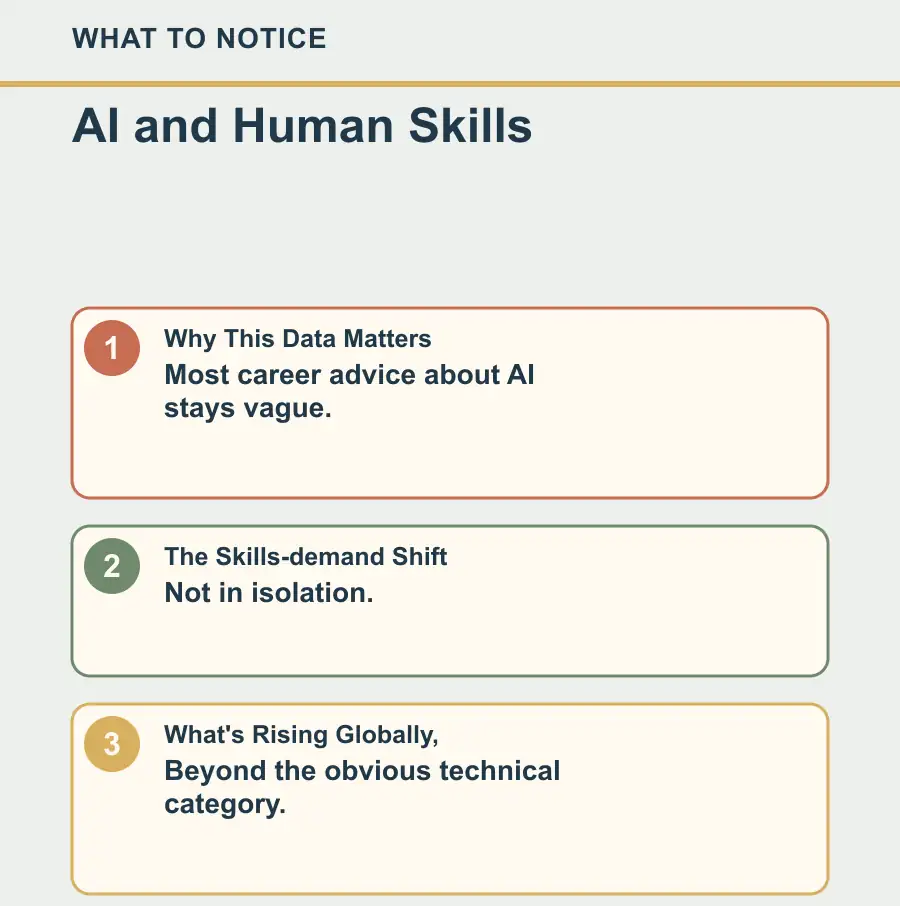 WHAT TO NOTICE
AI and Human Skills
1
Why This Data Matters
Most career advice about AI
stays vague.
2
The Skills-demand Shift
Not in isolation.
3
What's Rising Globally,
Beyond the obvious technical
category.